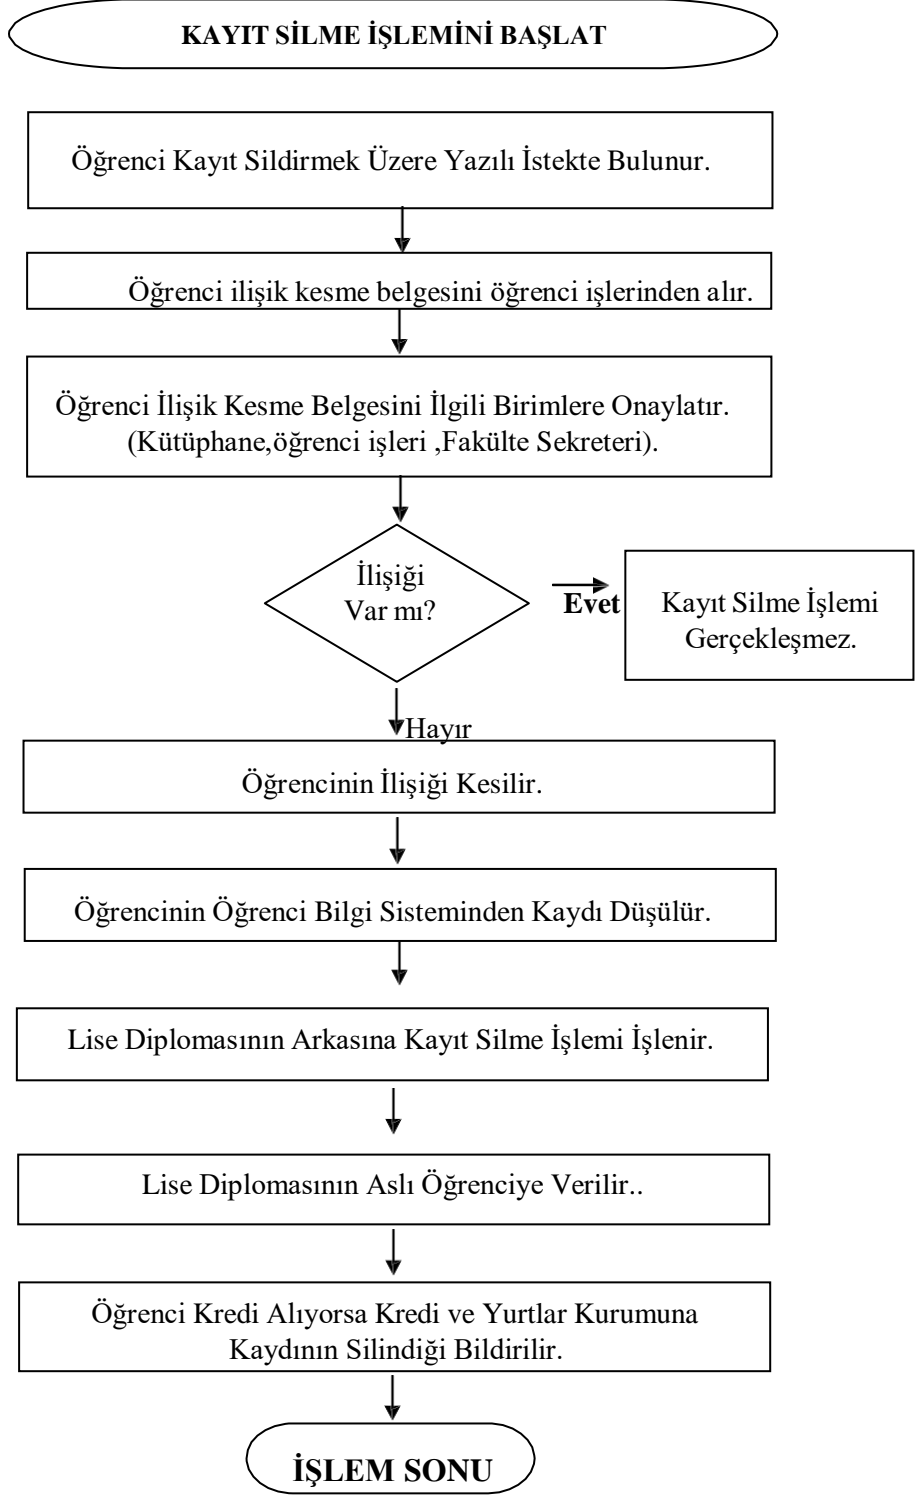 KAYIT SİLME İŞLEMİNİ BAŞLAT
Öğrenci Kayıt Sildirmek Üzere Yazılı İstekte Bulunur.
Öğrenci ilişik kesme belgesini öğrenci işlerinden alır.
Öğrenci İlişik Kesme Belgesini İlgili Birimlere Onaylatır.
(Kütüphane,öğrenci işleri ,Fakülte Sekreteri).
İlişiği
Var mı?
Evet
Kayıt Silme İşlemi
Gerçekleşmez.
Hayır
Öğrencinin İlişiği Kesilir.
Öğrencinin Öğrenci Bilgi Sisteminden Kaydı Düşülür.
Lise Diplomasının Arkasına Kayıt Silme İşlemi İşlenir.
Lise Diplomasının Aslı Öğrenciye Verilir..
Öğrenci Kredi Alıyorsa Kredi ve Yurtlar Kurumuna
Kaydının Silindiği Bildirilir.
İŞLEM SONU